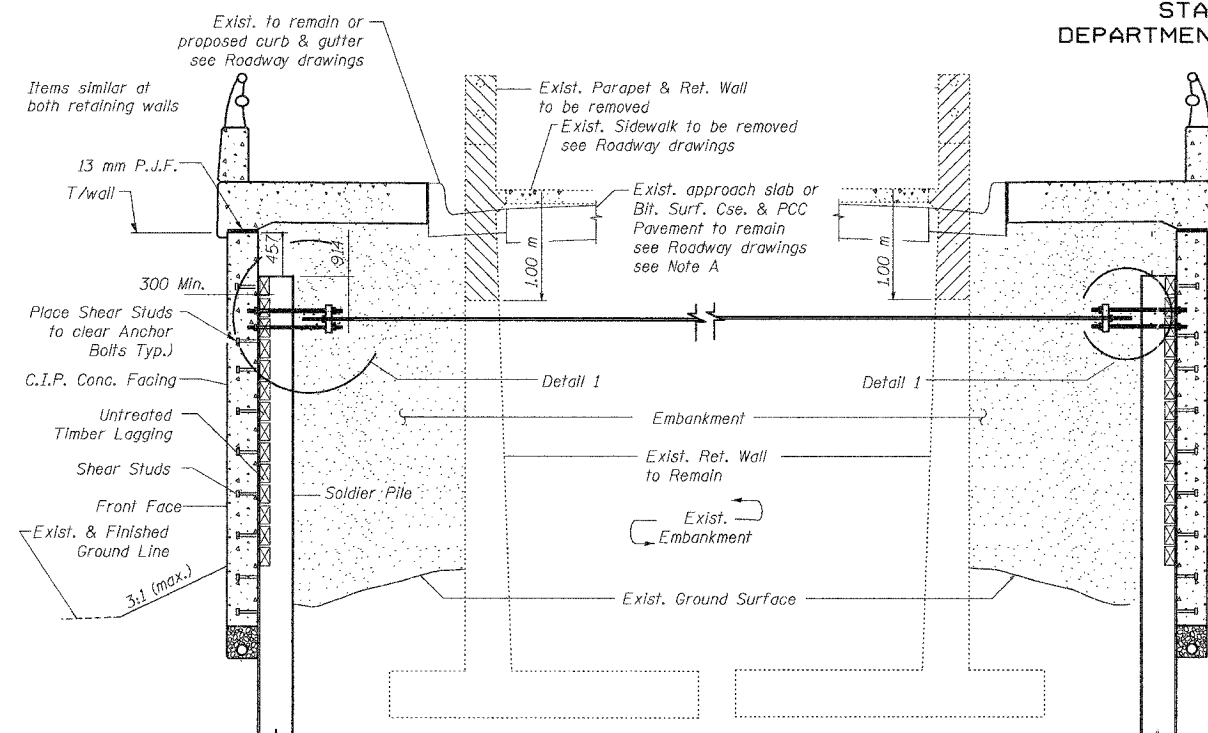 STA
DEPARTMEN
Exist. to remain or
proposed curb & gutter
see Roadway drawings
Items similar at
both retaining walls
Exist. Parapet & Ret. Wall
to be removed
Exist. Sidewalk to be removed
see Roadway drawings
13 mm P.J.F.
T/wall
Exist. approach slab or
Bit. Surf. Cse. & PCC
Pavement to remain
see Roadway drawings
see Note A
457
914
1.00 m
1.00 m
300 Min.
Place Shear Studs
to clear Anchor
Bolts Typ.)
C.I.P. Conc. Facing
Detail 1
Detail 1
Untreated
Timber Lagging
Embankment
Shear Studs
Exist. Ret. Wall
to Remain
Soldier Pile
Front Face
Exist.
Embankment
Exist. & Finished
Ground Line
3:1 (max.)
Exist. Ground Surface